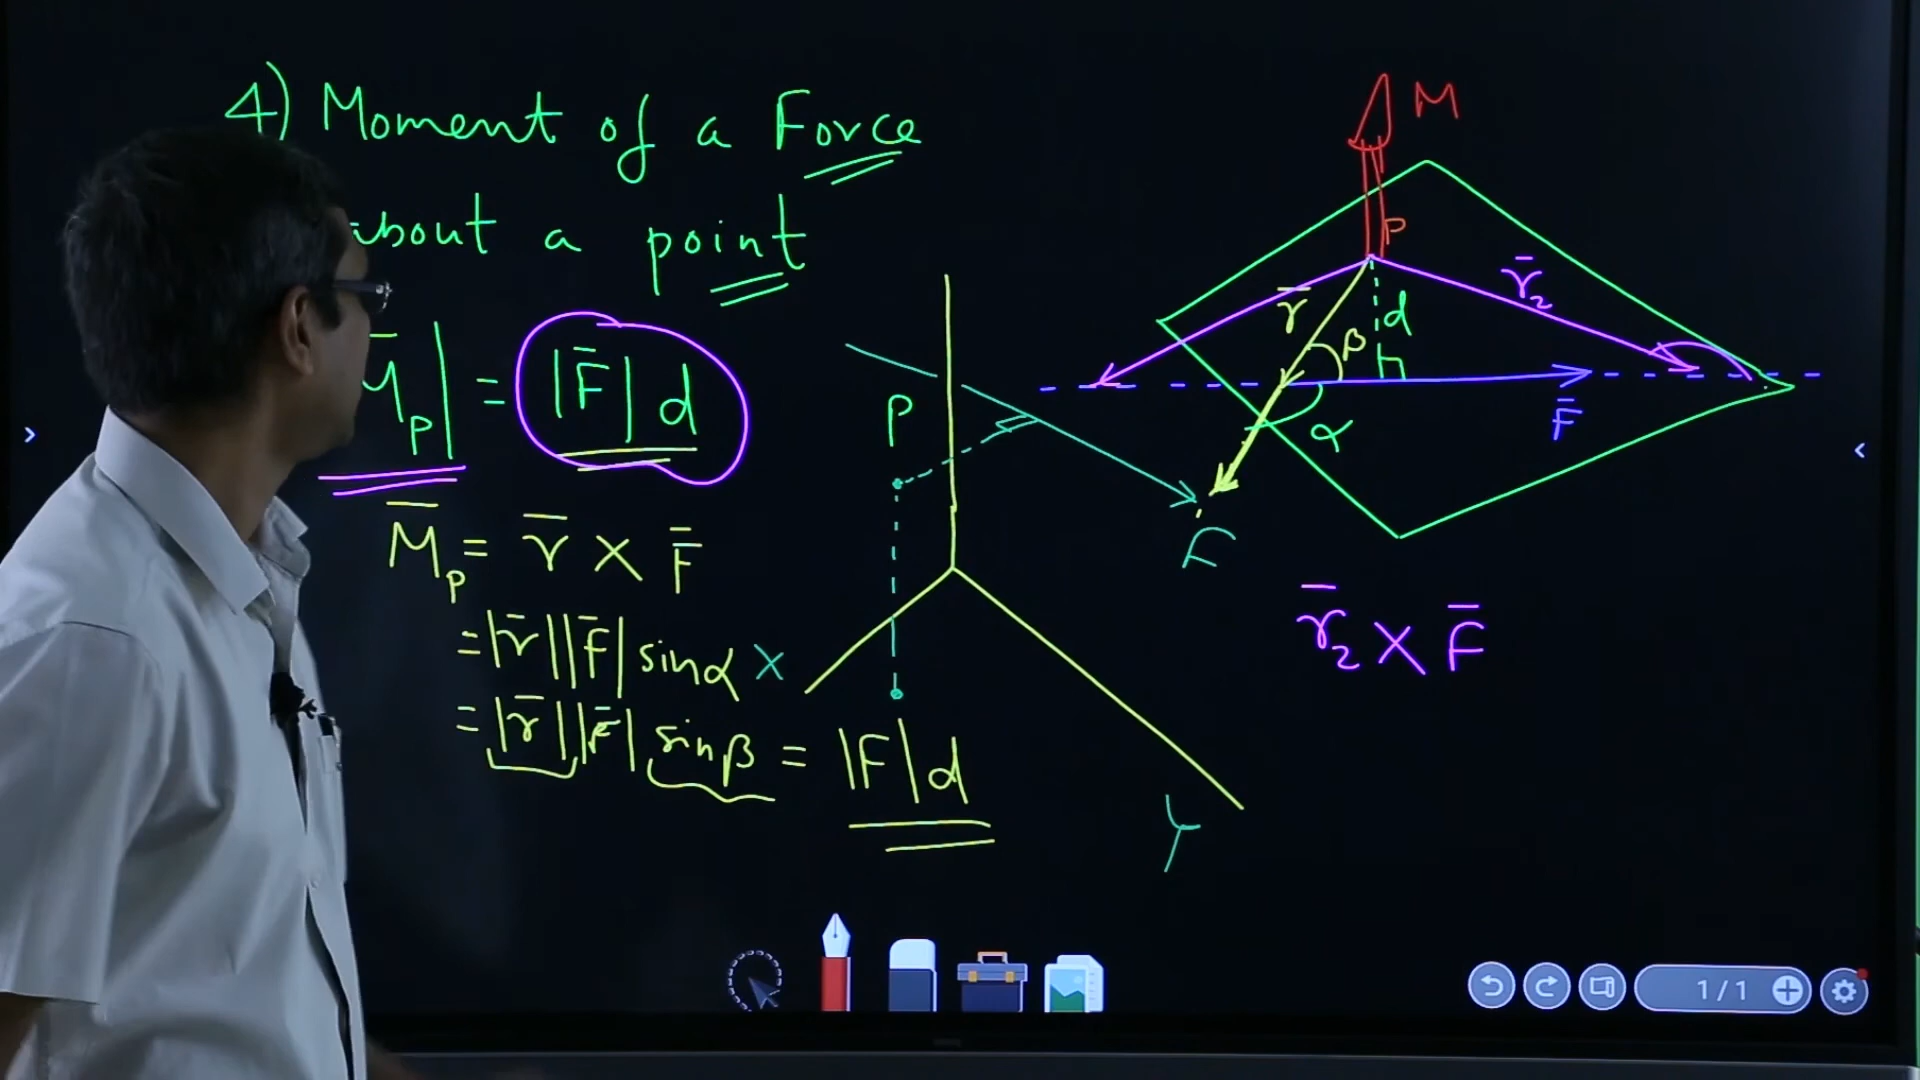 4) Moment of a Force
about a point
|M̄p| = |F̄| d
M̄p = r̄ × F̄
= |r̄||F̄| sinα
= |r̄||F̄| sinβ = |F|d
P
F
X
Y
M
P
r̄
r̄₂
d
β
α
F̄
r̄₂ × F̄
1/1